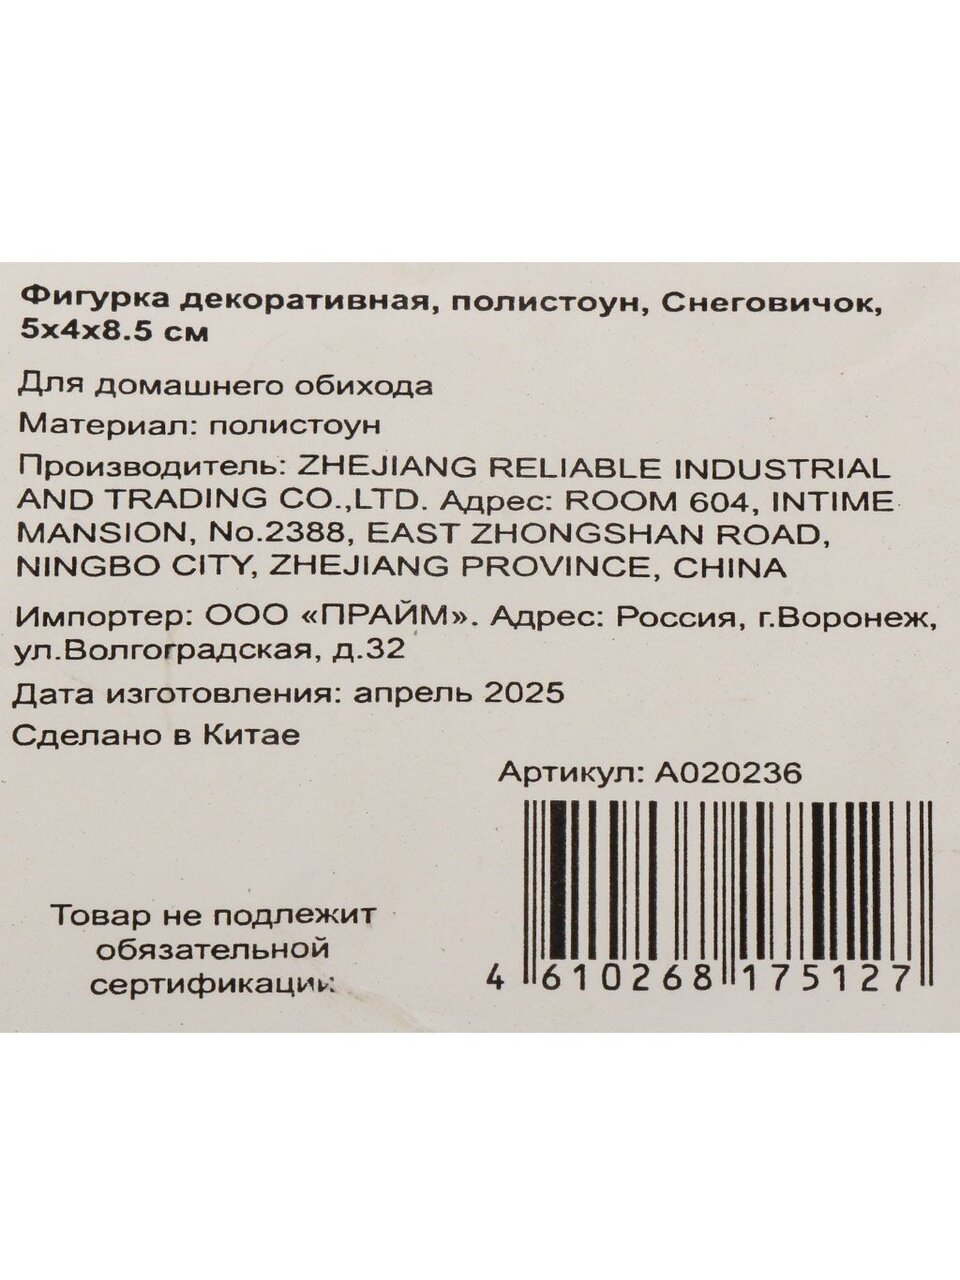 Фигурка декоративная, полистоун, Снеговичок,
5x4x8.5 см
Для домашнего обихода
Материал: полистоун
Производитель: ZHEJIANG RELIABLE INDUSTRIAL
AND TRADING CO.,LTD. Адрес: ROOM 604, INTIME
MANSION, No.2388, EAST ZHONGSHAN ROAD,
NINGBO CITY, ZHEJIANG PROVINCE, CHINA
Импортер: ООО «ПРАЙМ». Адрес: Россия, г.Воронеж,
ул.Волгоградская, д.32
Дата изготовления: апрель 2025
Сделано в Китае
Артикул: A020236
Товар не подлежит
обязательной
сертификации
4 610268 175127